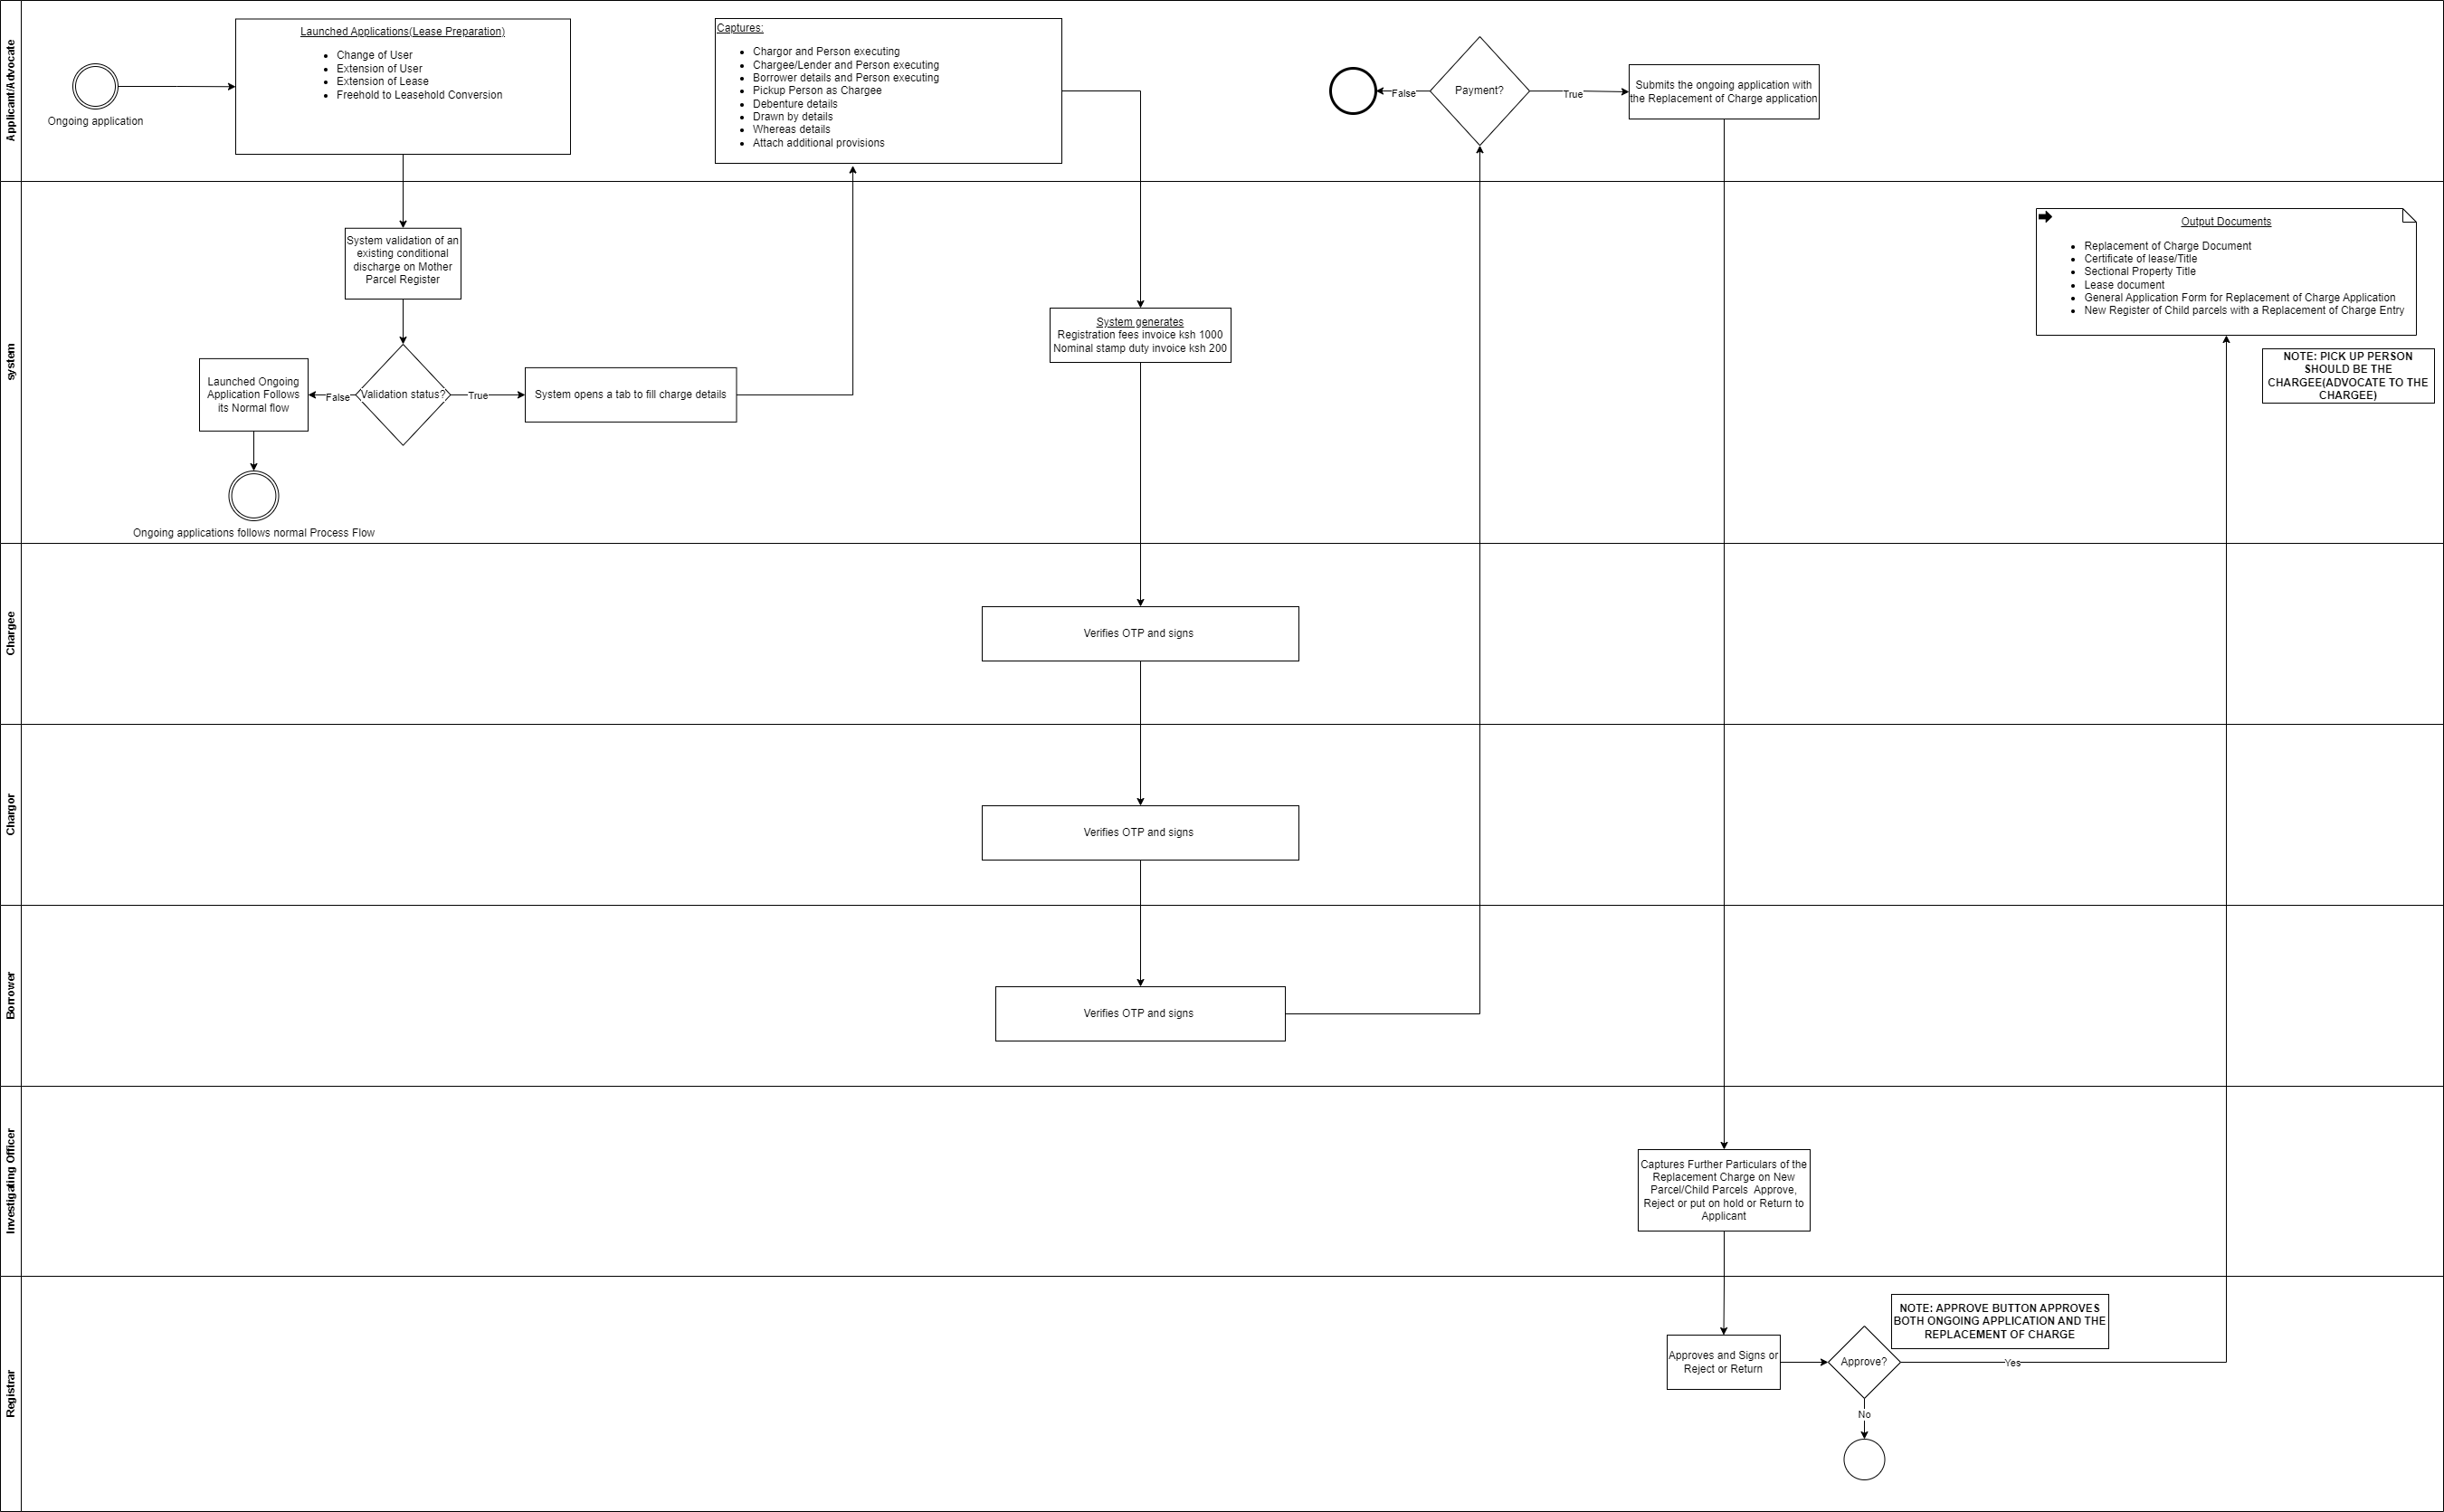 Applicant/Advocate
Ongoing application
Launched Applications(Lease Preparation)
Change of User
Extension of User
Extension of Lease
Freehold to Leasehold Conversion
Captures:
Chargor and Person executing
Chargee/Lender and Person executing
Borrower details and Person executing
Pickup Person as Chargee
Debenture details
Drawn by details
Whereas details
Attach additional provisions
False
Payment?
True
Submits the ongoing application with
the Replacement of Charge application
system
System validation of an
existing conditional
discharge on Mother
Parcel Register
Launched Ongoing
Application Follows
its Normal flow
False
Validation status?
True
System opens a tab to fill charge details
Ongoing applications follows normal Process Flow
System generates
Registration fees invoice ksh 1000
Nominal stamp duty invoice ksh 200
Output Documents
Replacement of Charge Document
Certificate of lease/Title
Sectional Property Title
Lease document
General Application Form for Replacement of Charge Application
New Register of Child parcels with a Replacement of Charge Entry
NOTE: PICK UP PERSON
SHOULD BE THE
CHARGEE(ADVOCATE TO THE
CHARGEE)
Chargee
Verifies OTP and signs
Chargor
Verifies OTP and signs
Borrower
Verifies OTP and signs
Investigating Officer
Captures Further Particulars of the
Replacement Charge on New
Parcel/Child Parcels  Approve,
Reject or put on hold or Return to
Applicant
Registrar
Approves and Signs or
Reject or Return
Approve?
NOTE: APPROVE BUTTON APPROVES
BOTH ONGOING APPLICATION AND THE
REPLACEMENT OF CHARGE
Yes
No